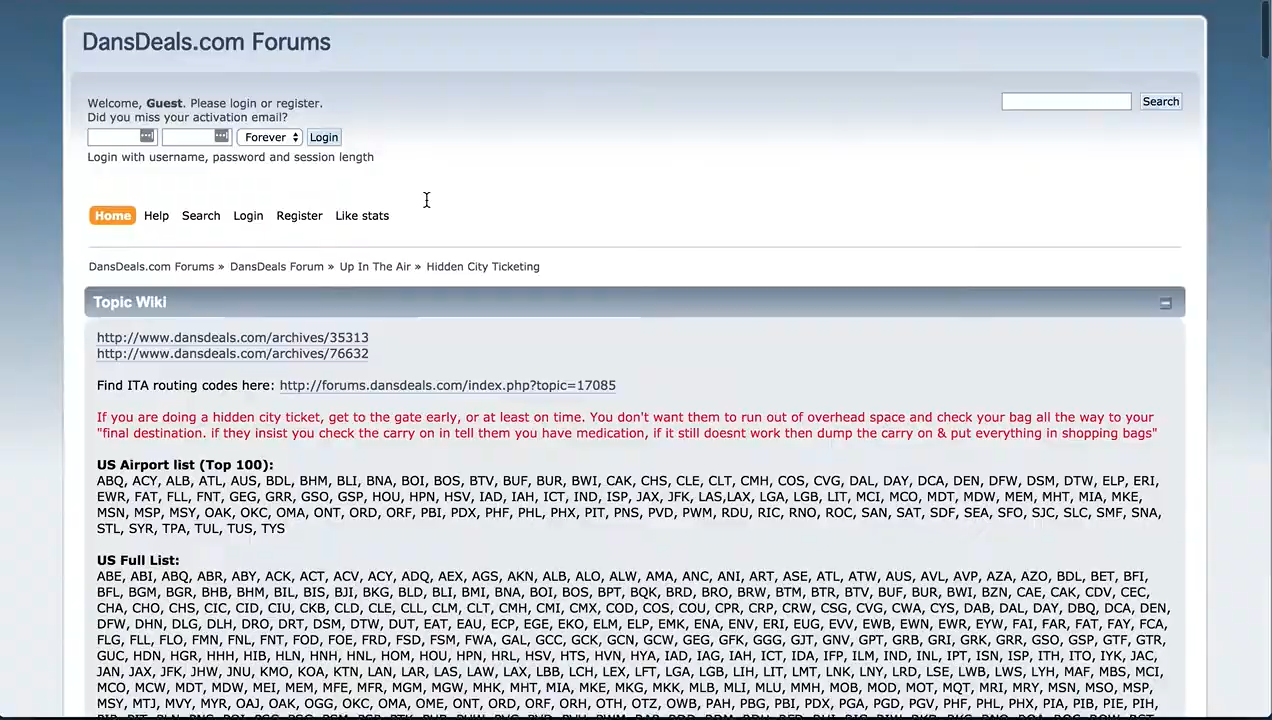 DansDeals.com Forums
Welcome, Guest. Please login or register.
Did you miss your activation email?
Search
Forever
Login
Login with username, password and session length
Home Help Search Login Register Like stats
DansDeals.com Forums » DansDeals Forum » Up In The Air » Hidden City Ticketing
Topic Wiki
http://www.dansdeals.com/archives/35313
http://www.dansdeals.com/archives/76632
Find ITA routing codes here: http://forums.dansdeals.com/index.php?topic=17085
If you are doing a hidden city ticket, get to the gate early, or at least on time. You don't want them to run out of overhead space and check your bag all the way to your
"final destination. if they insist you check the carry on in tell them you have medication, if it still doesnt work then dump the carry on & put everything in shopping bags"
US Airport list (Top 100):
ABQ, ACY, ALB, ATL, AUS, BDL, BHM, BLI, BNA, BOI, BOS, BTV, BUF, BUR, BWI, CAK, CHS, CLE, CLT, CMH, COS, CVG, DAL, DAY, DCA, DEN, DFW, DSM, DTW, ELP, ERI,
EWR, FAT, FLL, FNT, GEG, GRR, GSO, GSP, HOU, HPN, HSV, IAD, IAH, ICT, IND, ISP, JAX, JFK, LAS,LAX, LGA, LGB, LIT, MCI, MCO, MDT, MDW, MEM, MHT, MIA, MKE,
MSN, MSP, MSY, OAK, OKC, OMA, ONT, ORD, ORF, PBI, PDX, PHF, PHL, PHX, PIT, PNS, PVD, PWM, RDU, RIC, RNO, ROC, SAN, SAT, SDF, SEA, SFO, SJC, SLC, SMF, SNA,
STL, SYR, TPA, TUL, TUS, TYS
US Full List:
ABE, ABI, ABQ, ABR, ABY, ACK, ACT, ACV, ACY, ADQ, AEX, AGS, AKN, ALB, ALO, ALW, AMA, ANC, ANI, ART, ASE, ATL, ATW, AUS, AVL, AVP, AZA, AZO, BDL, BET, BFI,
BFL, BGM, BGR, BHB, BHM, BIL, BIS, BJI, BKG, BLD, BLI, BMI, BNA, BOI, BOS, BPT, BQK, BRD, BRO, BRW, BTM, BTR, BTV, BUF, BUR, BWI, BZN, CAE, CAK, CDV, CEC,
CHA, CHO, CHS, CIC, CID, CIU, CKB, CLD, CLE, CLL, CLM, CLT, CMH, CMI, CMX, COD, COS, COU, CPR, CRP, CRW, CSG, CVG, CWA, CYS, DAB, DAL, DAY, DBQ, DCA, DEN,
DFW, DHN, DLG, DLH, DRO, DRT, DSM, DTW, DUT, EAT, EAU, ECP, EGE, EKO, ELM, ELP, EMK, ENA, ENV, ERI, EUG, EVV, EWB, EWN, EWR, EYW, FAI, FAR, FAT, FAY, FCA,
FLG, FLL, FLO, FMN, FNL, FNT, FOD, FOE, FRD, FSD, FSM, FWA, GAL, GCC, GCK, GCN, GCW, GEG, GFK, GGG, GJT, GNV, GPT, GRB, GRI, GRK, GRR, GSO, GSP, GTF, GTR,
GUC, HDN, HGR, HHH, HIB, HLN, HNH, HNL, HOM, HOU, HPN, HRL, HSV, HTS, HVN, HYA, IAD, IAG, IAH, ICT, IDA, IFP, ILM, IND, INL, IPT, ISN, ISP, ITH, ITO, IYK, JAC,
JAN, JAX, JFK, JHW, JNU, KMO, KOA, KTN, LAN, LAR, LAS, LAW, LAX, LBB, LCH, LEX, LFT, LGA, LGB, LIH, LIT, LMT, LNK, LNY, LRD, LSE, LWB, LWS, LYH, MAF, MBS, MCI,
MCO, MCW, MDT, MDW, MEI, MEM, MFE, MFR, MGM, MGW, MHK, MHT, MIA, MKE, MKG, MKK, MLB, MLI, MLU, MMH, MOB, MOD, MOT, MQT, MRI, MRY, MSN, MSO, MSP,
MSY, MTJ, MVY, MYR, OAJ, OAK, OGG, OKC, OMA, OME, ONT, ORD, ORF, ORH, OTH, OTZ, OWB, PAH, PBG, PBI, PDX, PGA, PGD, PGV, PHF, PHL, PHX, PIA, PIB, PIE, PIH,